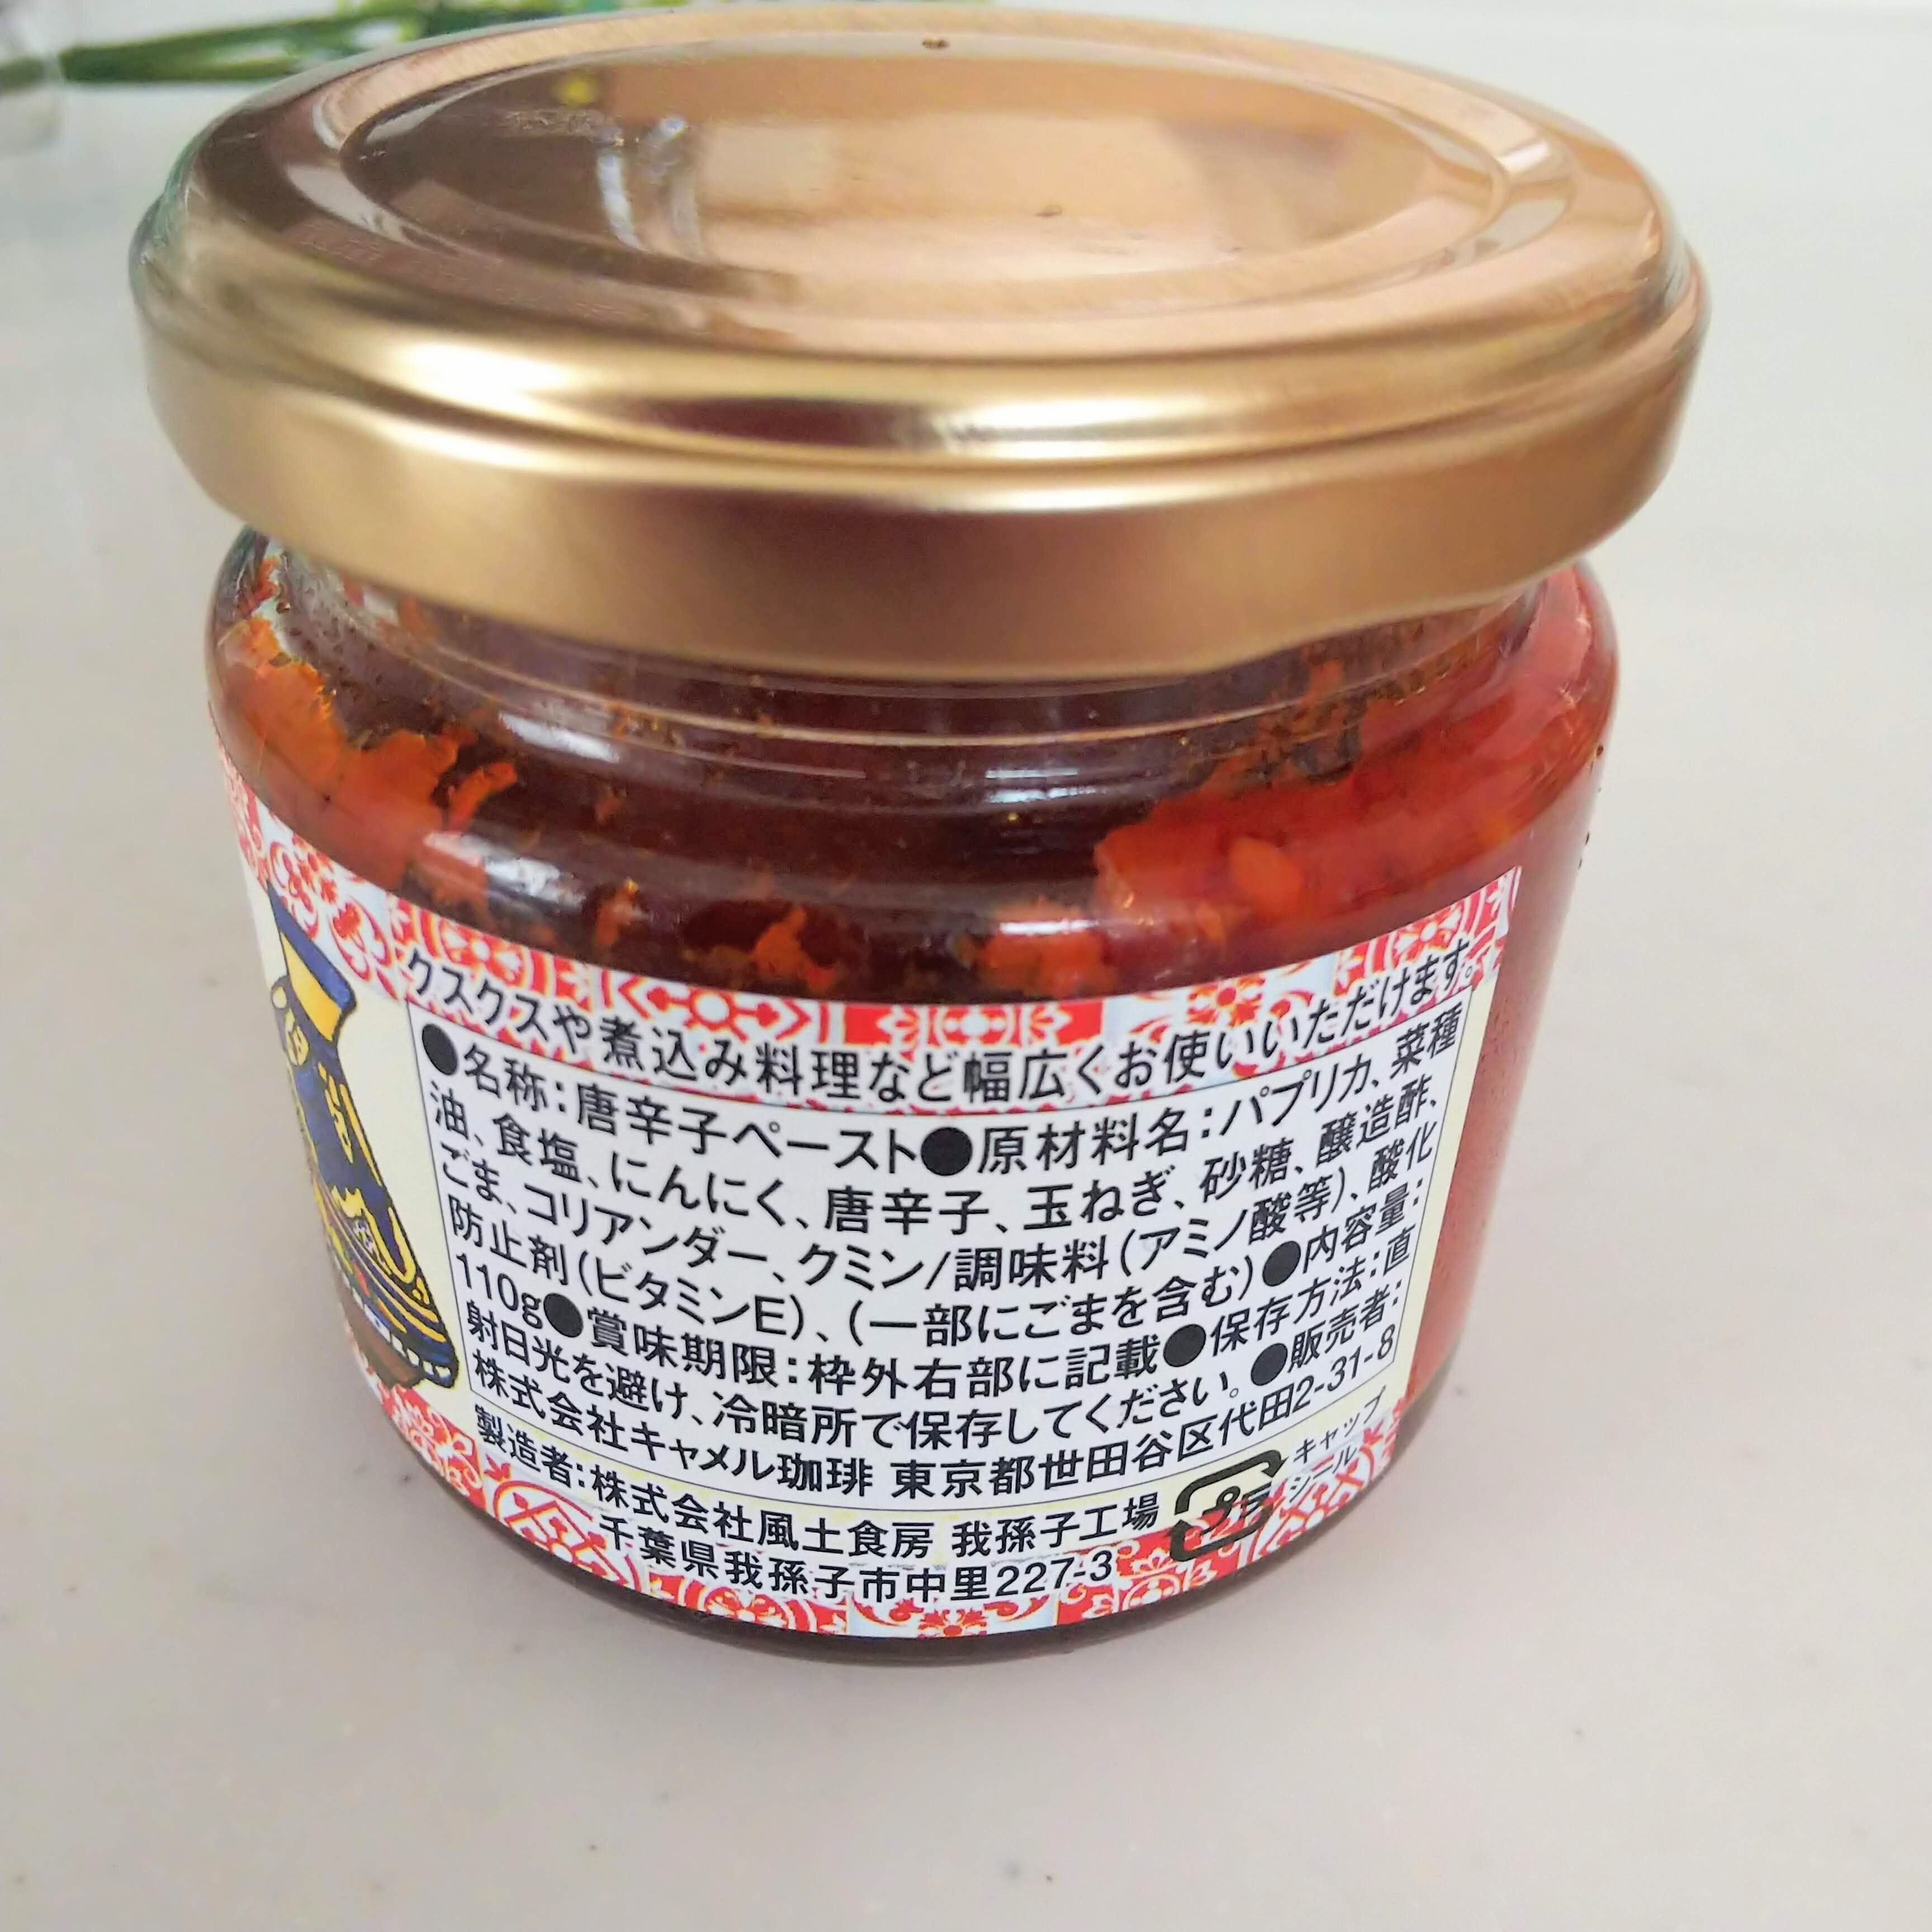 クスクスや煮込み料理など幅広くお使いいただけます。
●名称:唐辛子ペースト●原材料名:パプリカ、菜種
油、食塩、にんにく、唐辛子、玉ねぎ、砂糖、醸造酢、
ごま、コリアンダー、クミン/調味料(アミノ酸等)、酸化
防止剤(ビタミンE)、(一部にごまを含む)●内容量:
110g●賞味期限:枠外右部に記載●保存方法:直
射日光を避け、冷暗所で保存してください。●販売者:
株式会社キャメル珈琲 東京都世田谷区代田2-31-8
製造者:株式会社風土食房 我孫子工場
千葉県我孫子市中里227-3
プラ
キャップ
シール